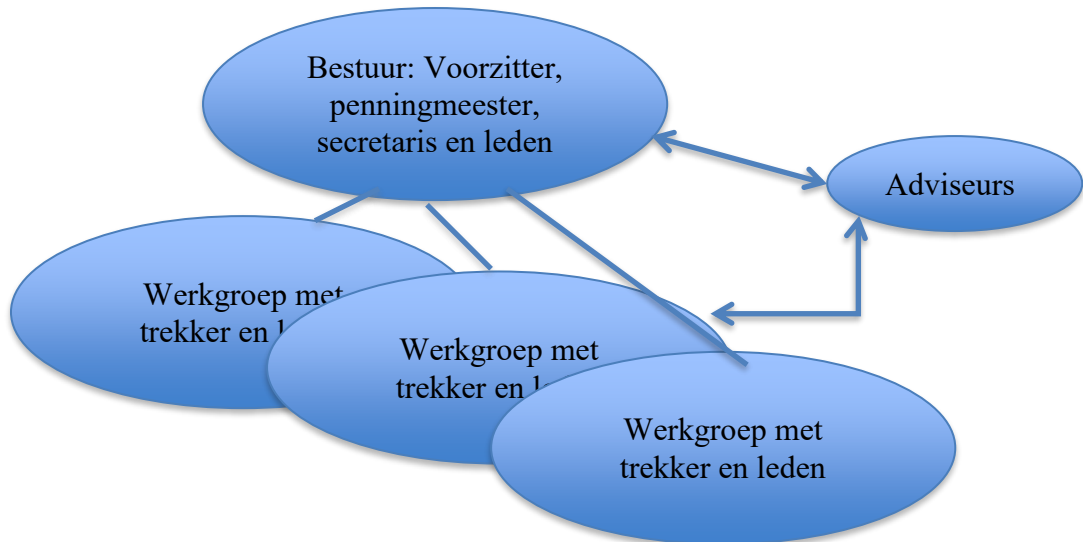 Bestuur: Voorzitter,
penningmeester,
secretaris en leden
Adviseurs
Werkgroep met
trekker en
Werkgroep met
trekker en
Werkgroep met
trekker en leden